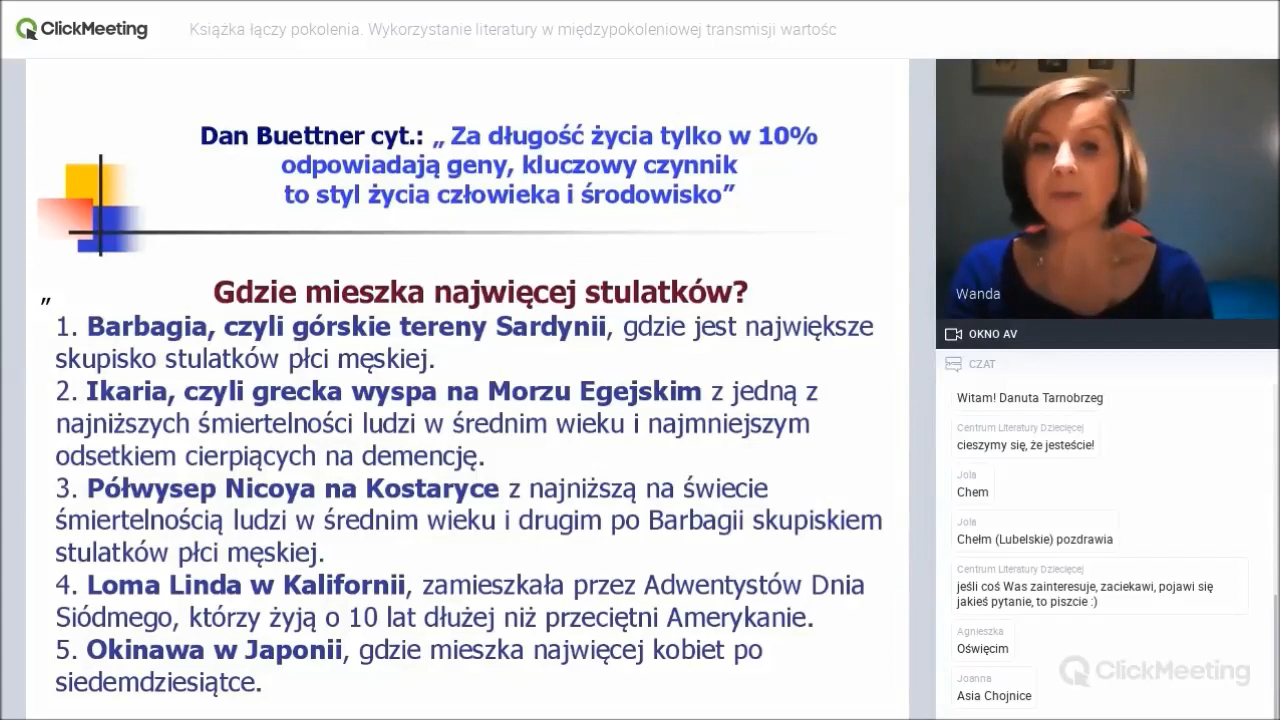 ClickMeeting
Książka łączy pokolenia. Wykorzystanie literatury w międzypokoleniowej transmisji wartośc
Dan Buettner cyt.: „ Za długość życia tylko w 10%
odpowiadają geny, kluczowy czynnik
to styl życia człowieka i środowisko”
„
Gdzie mieszka najwięcej stulatków?
1. Barbagia, czyli górskie tereny Sardynii, gdzie jest największe
skupisko stulatków płci męskiej.
2. Ikaria, czyli grecka wyspa na Morzu Egejskim z jedną z
najniższych śmiertelności ludzi w średnim wieku i najmniejszym
odsetkiem cierpiących na demencję.
3. Półwysep Nicoya na Kostaryce z najniższą na świecie
śmiertelnością ludzi w średnim wieku i drugim po Barbagii skupiskiem
stulatków płci męskiej.
4. Loma Linda w Kalifornii, zamieszkała przez Adwentystów Dnia
Siódmego, którzy żyją o 10 lat dłużej niż przeciętni Amerykanie.
5. Okinawa w Japonii, gdzie mieszka najwięcej kobiet po
siedemdziesiątce.
Wanda
OKNO AV
CZAT
Witam! Danuta Tarnobrzeg
Centrum Literatury Dziecięcej
cieszymy się, że jesteście!
Jola
Chem
Jola
Chełm (Lubelskie) pozdrawia
Centrum Literatury Dziecięcej
jeśli coś Was zainteresuje, zaciekawi, pojawi się
jakieś pytanie, to piszcie :)
Agnieszka
Oświęcim
Joanna
Asia Chojnice
ClickMeeting